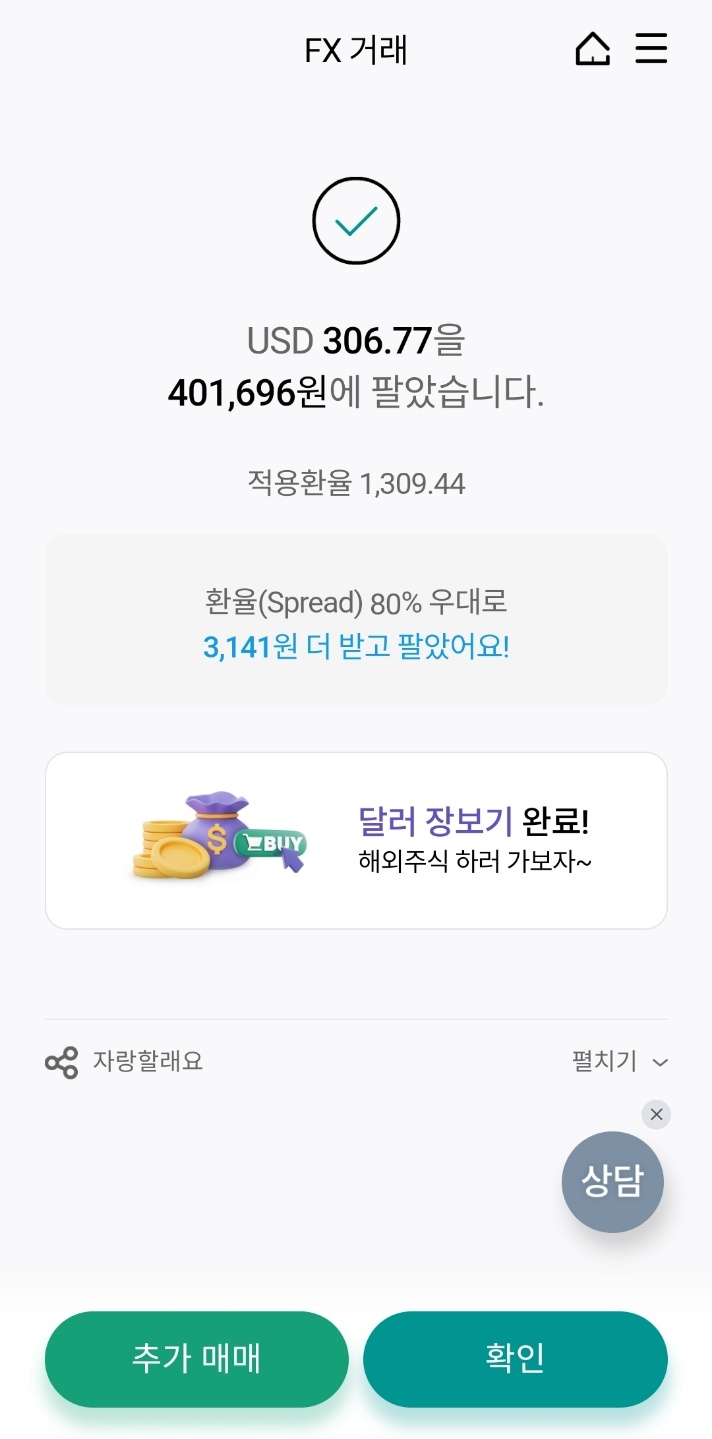 FX 거래
USD 306.77을
401,696원에 팔았습니다.
적용환율 1,309.44
환율(Spread) 80% 우대로
3,141원 더 받고 팔았어요!
$
BUY
달러 장보기 완료!
해외주식 하러 가보자~
자랑할래요
펼치기
상담
추가 매매
확인